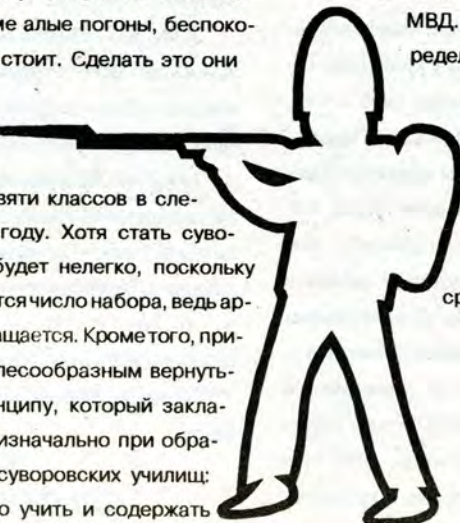 ме алые погоны, беспоко-
стоит. Сделать это они
вяти классов в сле-
году. Хотя стать суво-
будет нелегко, поскольку
тся число набора, ведь ар-
ащается. Кроме того, при-
лесообразным вернуть-
нципу, который закла-
изначально при обра-
суворовских училищ:
о учить и содержать
МВД.
редел
ср